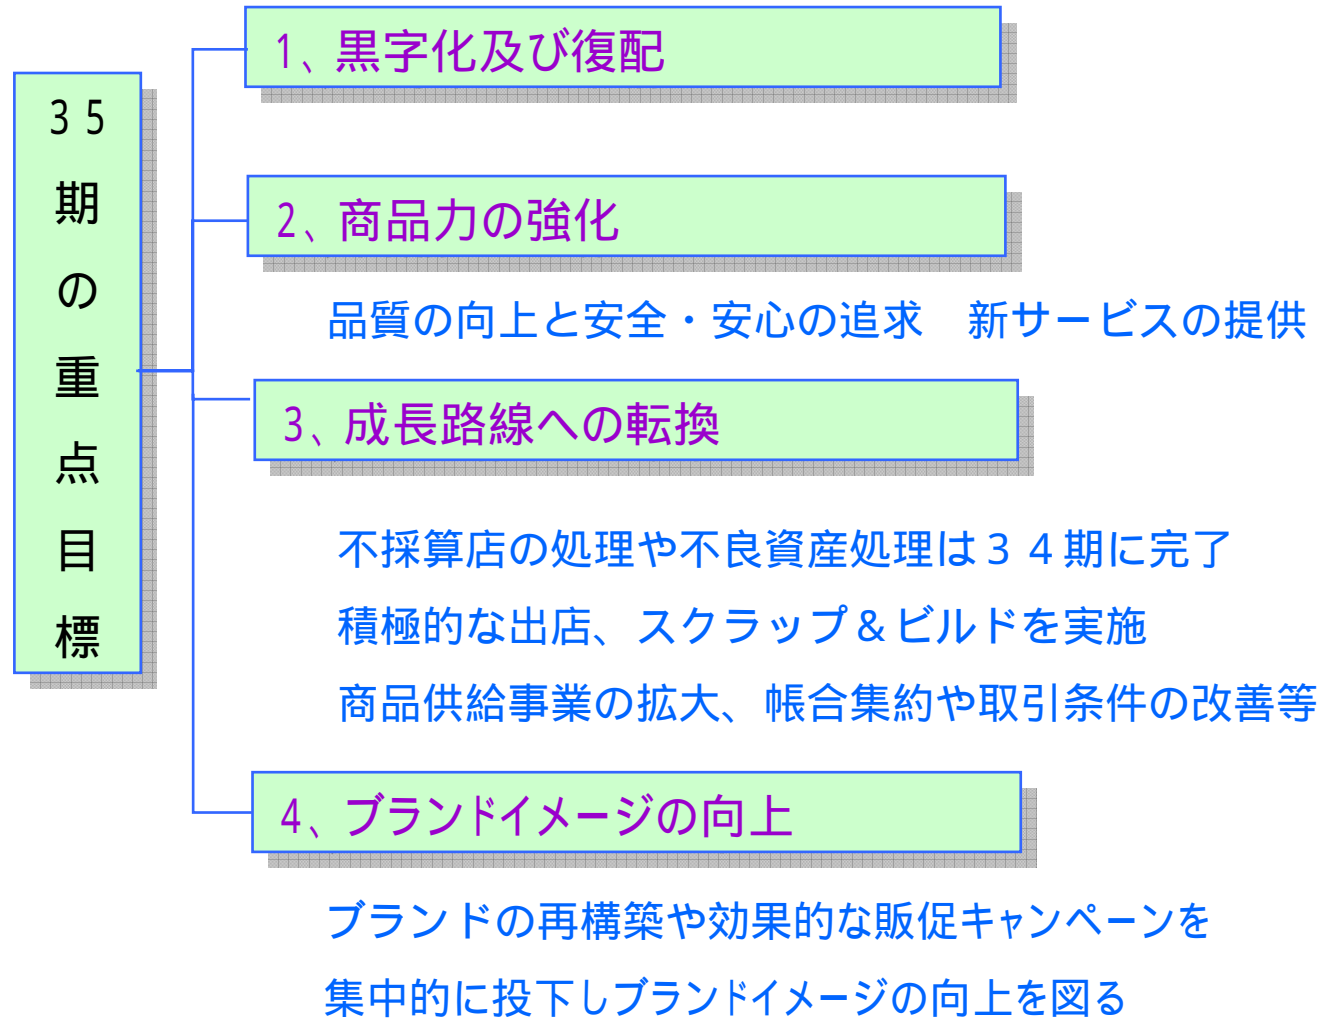 35期の重点目標
1、黒字化及び復配
2、商品力の強化
品質の向上と安全・安心の追求　新サービスの提供
3、成長路線への転換
不採算店の処理や不良資産処理は３４期に完了
積極的な出店、スクラップ＆ビルドを実施
商品供給事業の拡大、帳合集約や取引条件の改善等
4、ブランドイメージの向上
ブランドの再構築や効果的な販促キャンペーンを
集中的に投下しブランドイメージの向上を図る